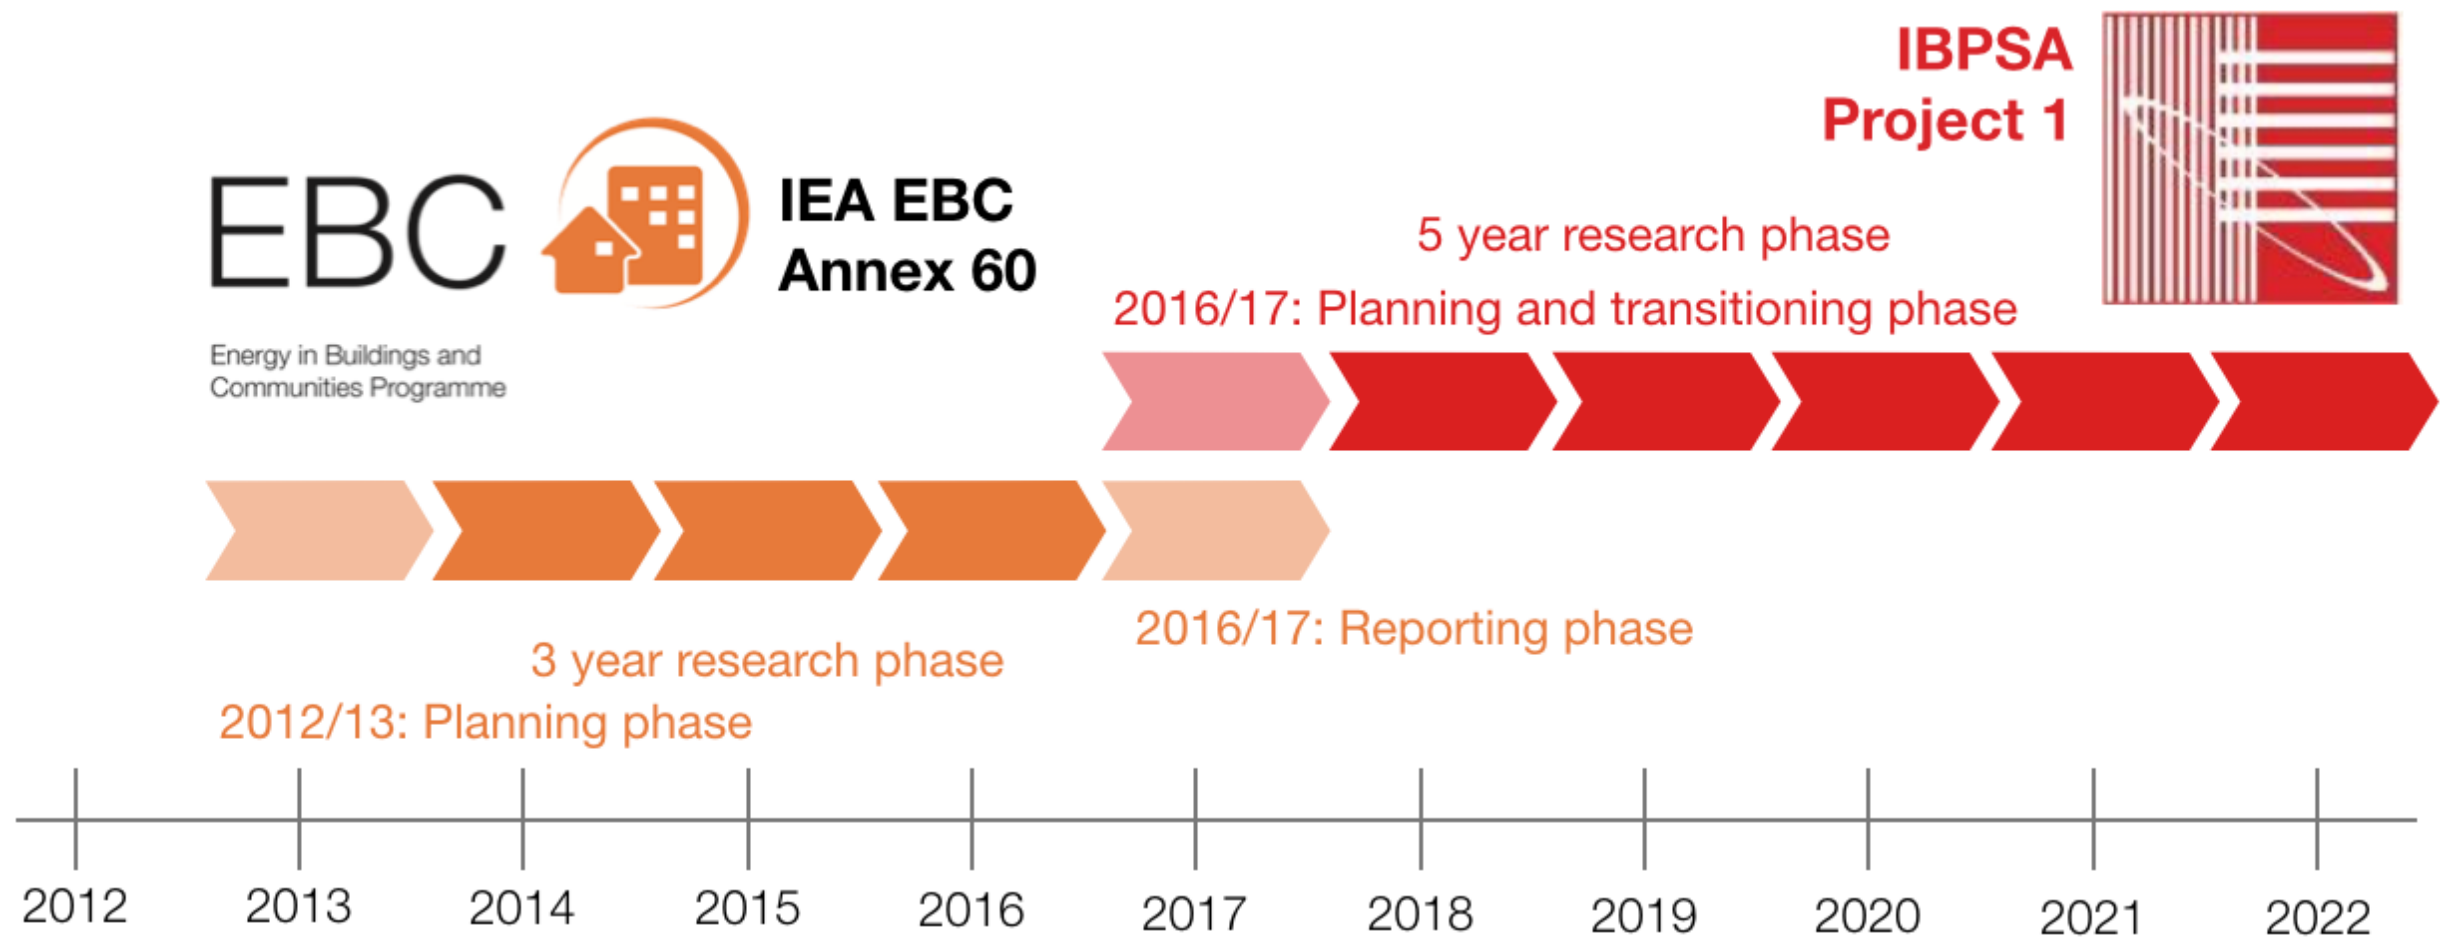 IBPSA
Project 1
EBC
IEA EBC
Annex 60
Energy in Buildings and
Communities Programme
5 year research phase
2016/17: Planning and transitioning phase
2016/17: Reporting phase
3 year research phase
2012/13: Planning phase
2012 2013 2014 2015 2016 2017 2018 2019 2020 2021 2022